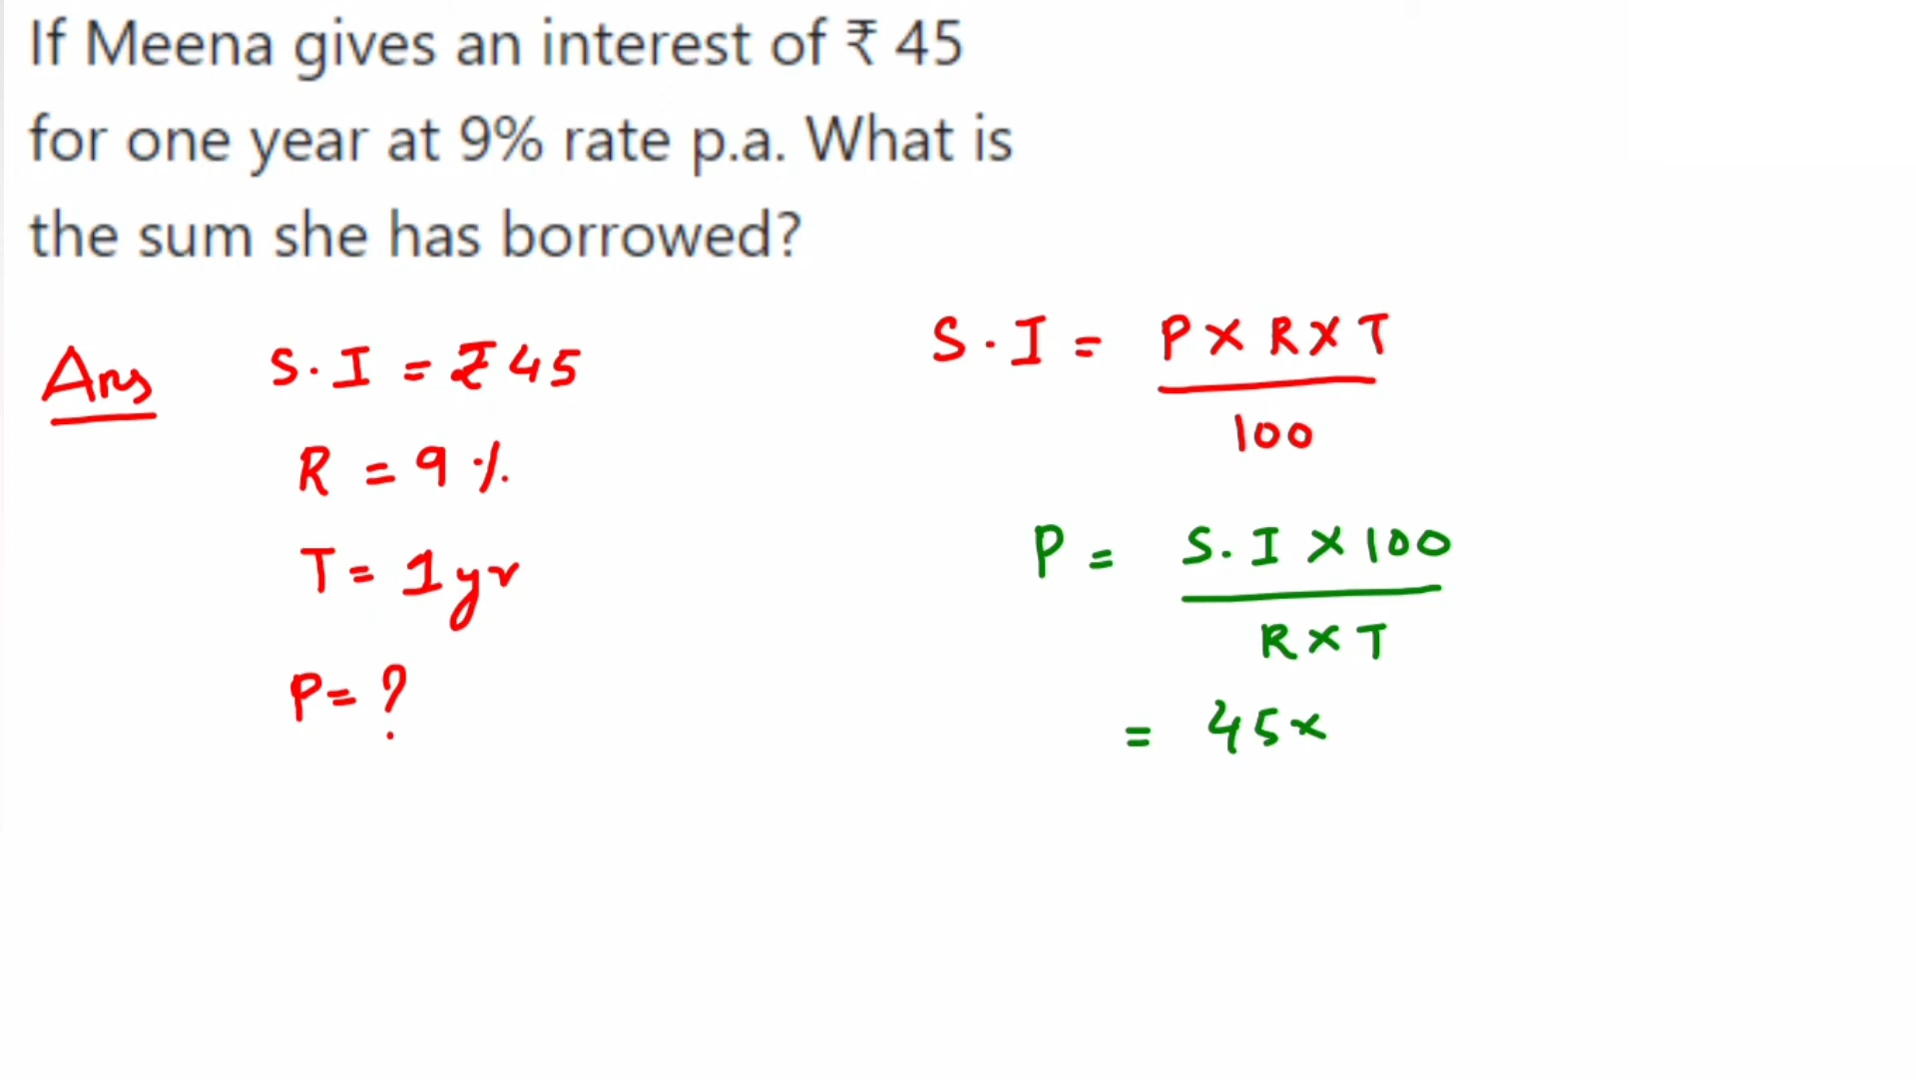 If Meena gives an interest of ₹ 45
for one year at 9% rate p.a. What is
the sum she has borrowed?
Ans
S.I = ₹45
R = 9%
T = 1yr
P = ?
S.I = P × R × T
100
P = S.I × 100
R × T
= 45 ×